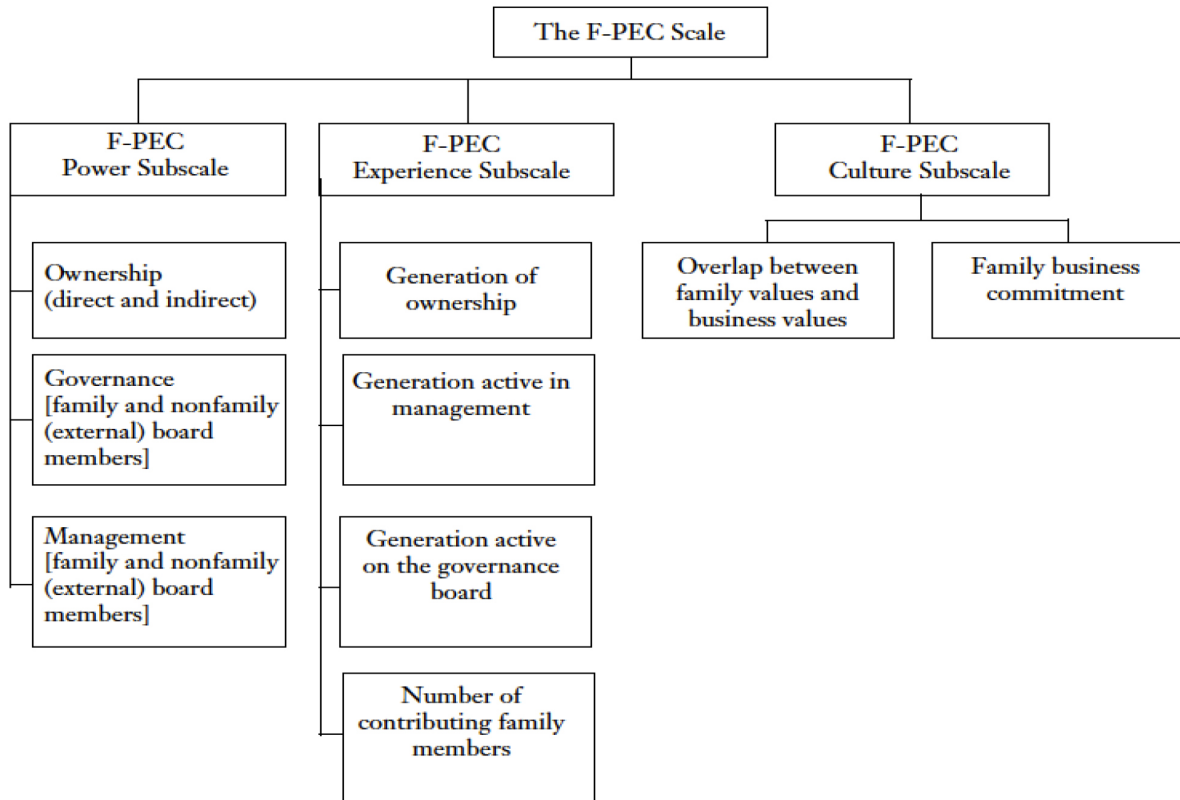 The F-PEC Scale
F-PEC
Power Subscale
Ownership
(direct and indirect)
Governance
[family and nonfamily
(external) board
members]
Management
[family and nonfamily
(external) board
members]
F-PEC
Experience Subscale
Generation of
ownership
Generation active in
management
Generation active
on the governance
board
Number of
contributing family
members
F-PEC
Culture Subscale
Overlap between
family values and
business values
Family business
commitment